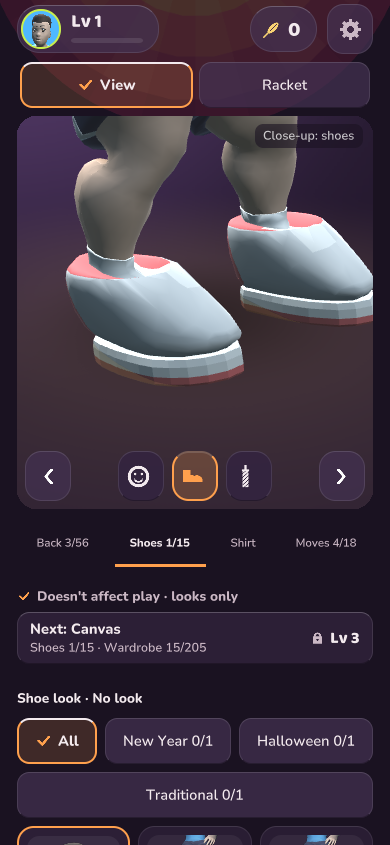 Lv 1
0
View
Racket
Close-up: shoes
Back 3/56
Shoes 1/15
Shirt
Moves 4/18
Doesn't affect play · looks only
Next: Canvas
Shoes 1/15 · Wardrobe 15/205
Lv 3
Shoe look · No look
All
New Year 0/1
Halloween 0/1
Traditional 0/1